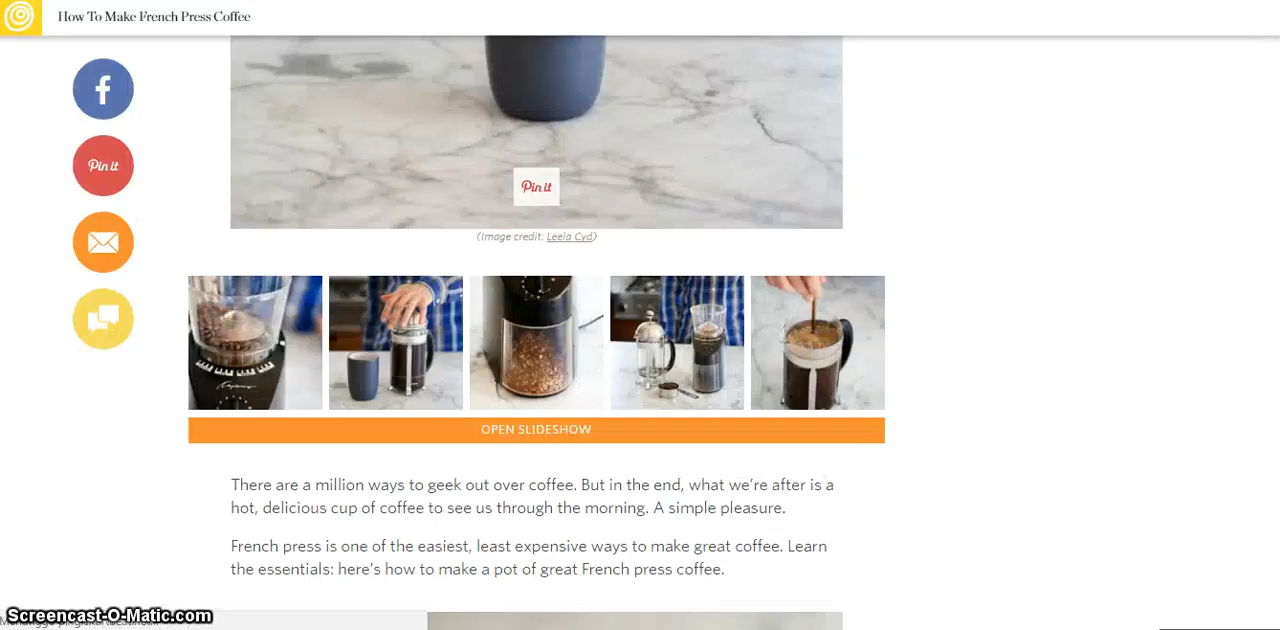 How To Make French Press Coffee
f
Pin it
Pin it
(Image credit: Leela Cyd)
OPEN SLIDESHOW
There are a million ways to geek out over coffee. But in the end, what we're after is a
hot, delicious cup of coffee to see us through the morning. A simple pleasure.
French press is one of the easiest, least expensive ways to make great coffee. Learn
the essentials: here's how to make a pot of great French press coffee.
Screencast-O-Matic.com